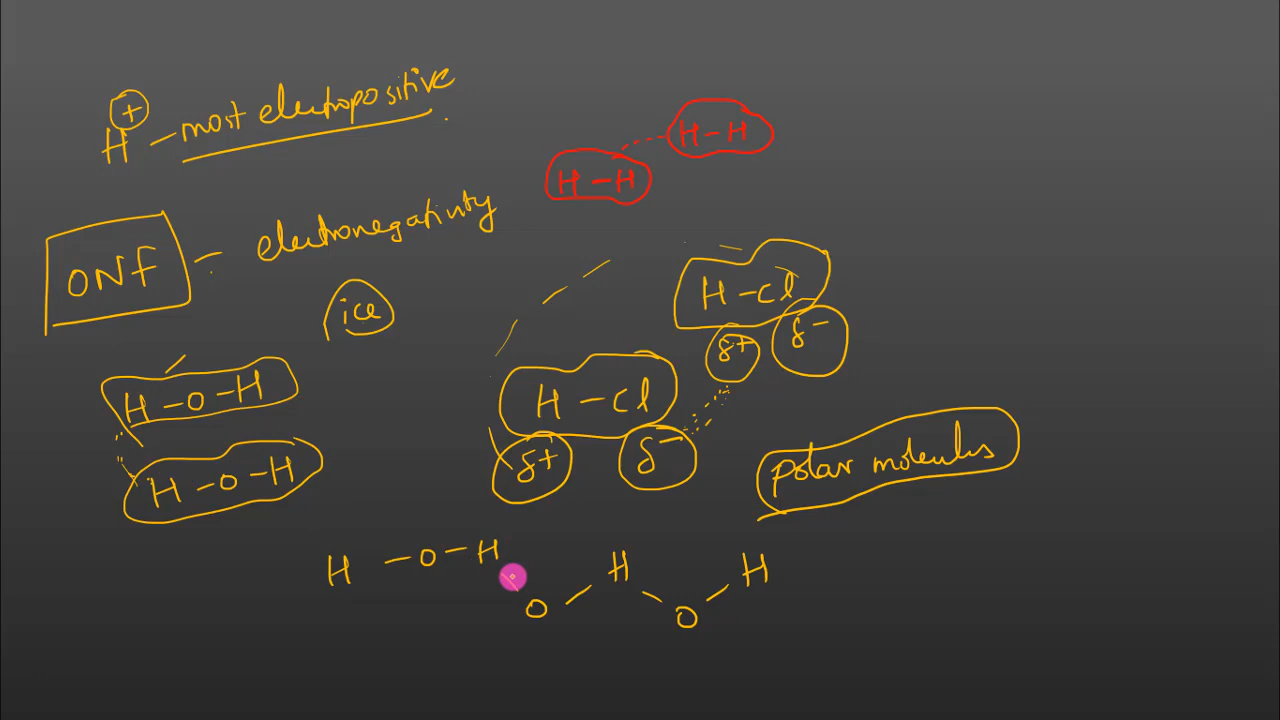 H⁺ – most electropositive
H–H
H–H
ONF – electronegativity
ice
H–Cl
δ+ δ–
H–O–H
H–Cl
δ+ δ–
H–O–H
polar molecules
H –O–H
O – H – O – H